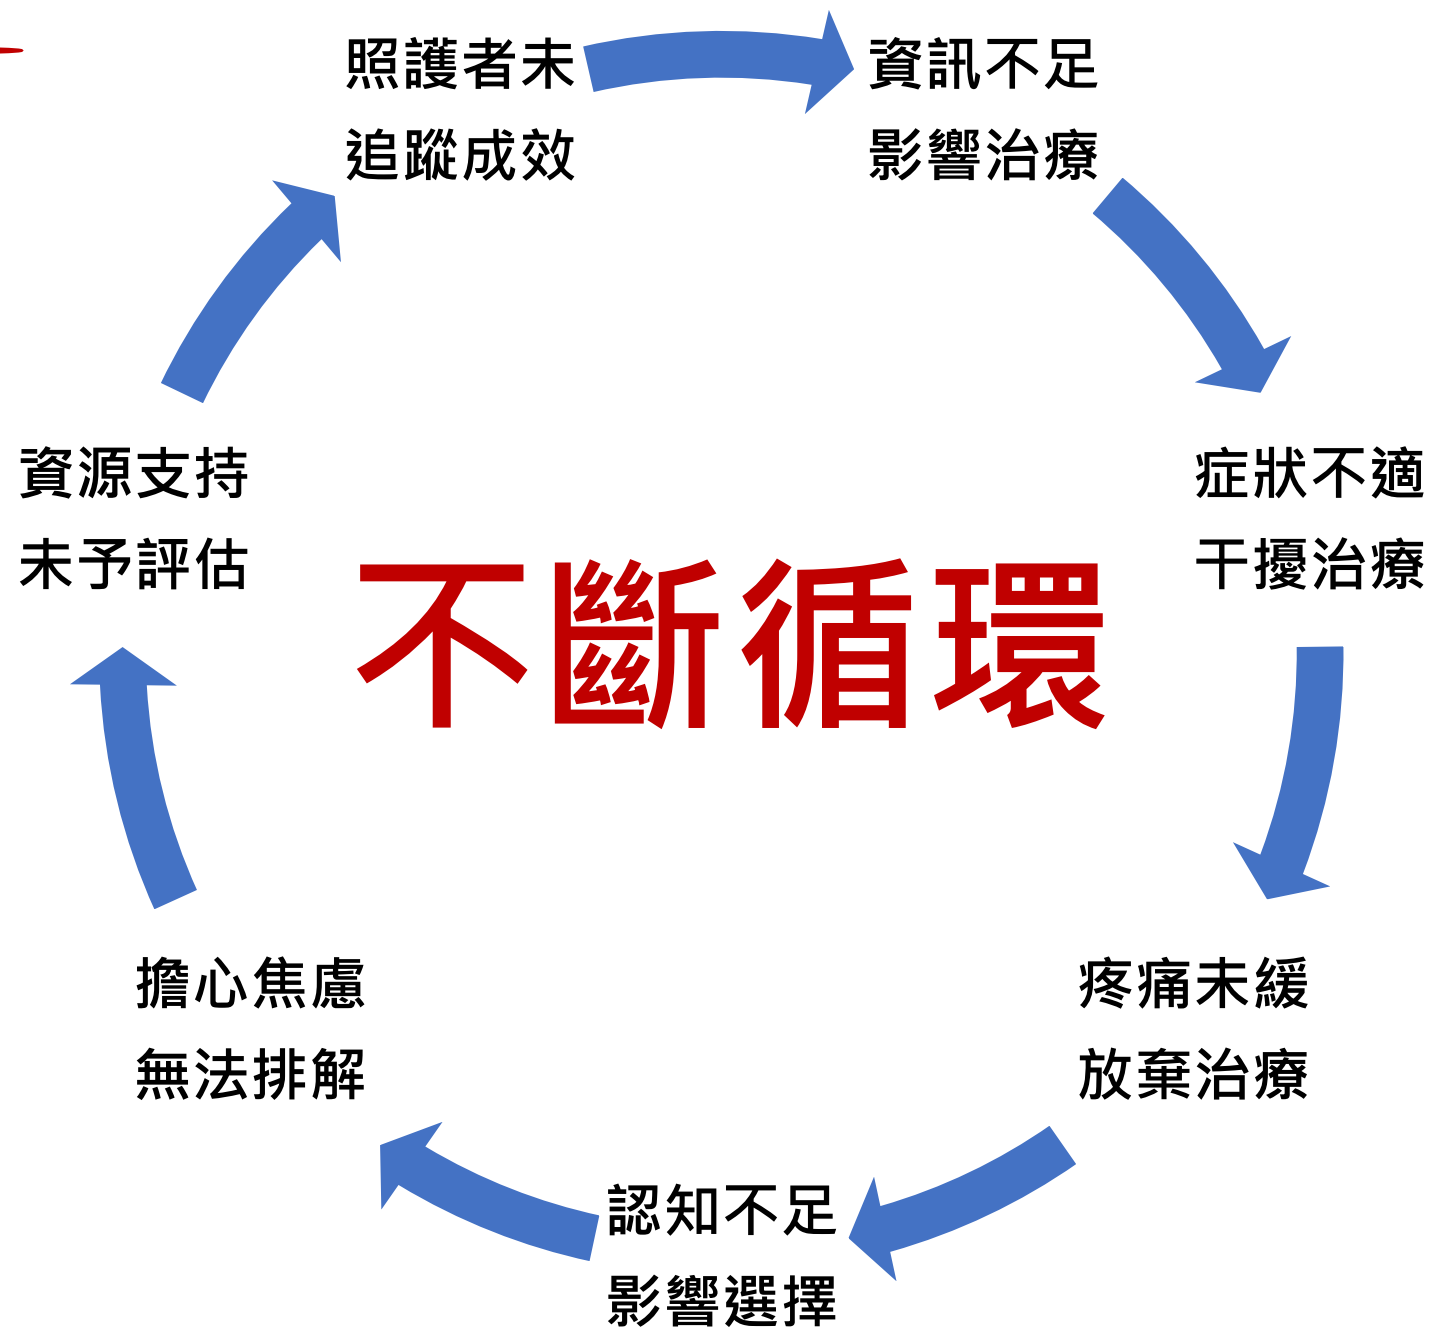 照護者未
追蹤成效
資訊不足
影響治療
症狀不適
干擾治療
疼痛未緩
放棄治療
認知不足
影響選擇
擔心焦慮
無法排解
資源支持
未予評估
不斷循環